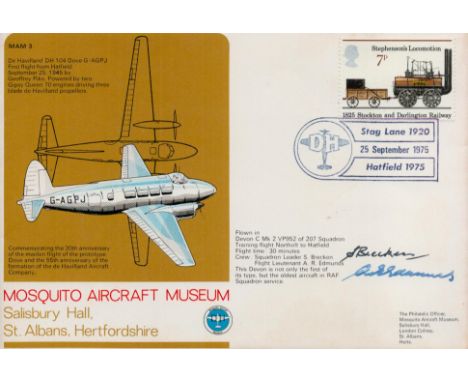 MAM 3
De Havilland DH 104 Dove G-AGPJ
First flight from Hatfield
September 25, 1945 by
Geoffrey Pike. Powered by two
Gipsy Queen 70 engines driving three
blade de Havilland propellers.
G-AGPJ
Commemorating the 30th anniversary
of the maiden flight of the prototype
Dove and the 55th anniversary of the
formation of the de Havilland Aircraft
Company.
MOSQUITO AIRCRAFT MUSEUM
Salisbury Hall,
St. Albans, Hertfordshire
Stephenson's Locomotion
7p
1825 Stockton and Darlington Railway
DH
Stag Lane 1920
25 September 1975
Hatfield 1975
Flown in
Devon C Mk 2 VP952 of 207 Squadron
Training flight Northolt to Hatfield
Flight time: 30 minutes
Crew: Squadron Leader S. Brecken
Flight Lieutenant A. R. Edmunds
This Devon is not only the first of
its type, but the oldest aircraft in RAF
Squadron service.
S Brecken
The Philatelic Officer,
Mosquito Aircraft Museum,
Salisbury Hall,
London Colney,
St. Albans,
Herts.